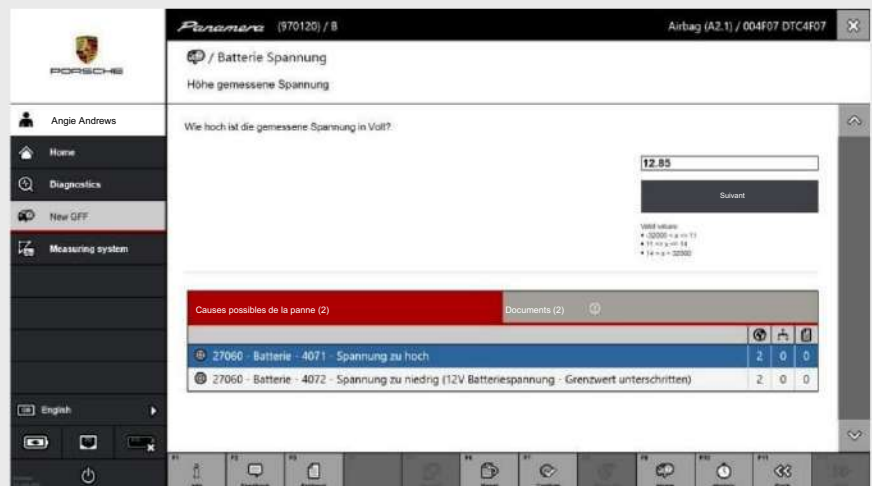 Panamera (970120) / B
Airbag (A2.1) / 004F07 DTC4F07
/ Batterie Spannung
PORSCHE
Höhe gemessene Spannung
Angie Andrews
Wie hoch ist die gemessene Spannung in Volt?
Home
12.85
Diagnostics
Suivant
New GFF
Valid values:
Measuring system
Causes possibles de la panne (2)
Documents (2)
27060 - Batterie - 4071 - Spannung zu hoch 2 0 0
27060 - Batterie - 4072 - Spannung zu niedrig (12V Batteriespannung - Grenzwert unterschritten) 2 0 0
English